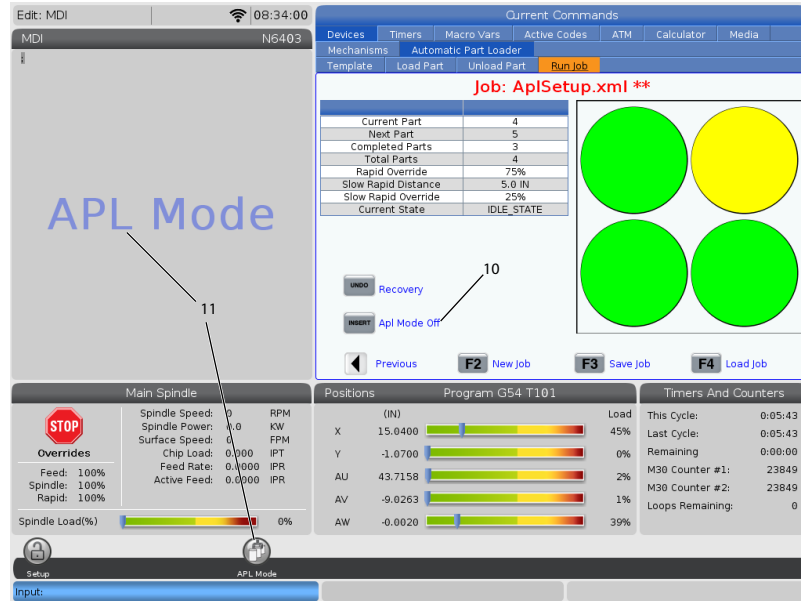 Edit: MDI
08:34:00
MDI
N6403
APL Mode
11
Current Commands
Devices Timers Macro Vars Active Codes ATM Calculator Media
Mechanisms Automatic Part Loader
Template Load Part Unload Part Run Job
Job: AplSetup.xml **
Current Part 4
Next Part 5
Completed Parts 3
Total Parts 4
Rapid Override 75%
Slow Rapid Distance 5.0 IN
Slow Rapid Override 25%
Current State IDLE_STATE
10
UNDO Recovery
INSERT Apl Mode Off
Previous F2 New Job F3 Save Job F4 Load Job
Main Spindle
STOP
Overrides
Feed: 100%
Spindle: 100%
Rapid: 100%
Spindle Speed: 0 RPM
Spindle Power: 0.0 KW
Surface Speed: 0 FPM
Chip Load: 0.000 IPT
Feed Rate: 0.0000 IPR
Active Feed: 0.0000 IPR
Spindle Load(%) 0%
Positions Program G54 T101
(IN) Load
X 15.0400 45%
Y -1.0700 0%
AU 43.7158 2%
AV -9.0263 1%
AW -0.0020 39%
Timers And Counters
This Cycle: 0:05:43
Last Cycle: 0:05:43
Remaining 0:00:00
M30 Counter #1: 23849
M30 Counter #2: 23849
Loops Remaining: 0
Setup
APL Mode
Input: